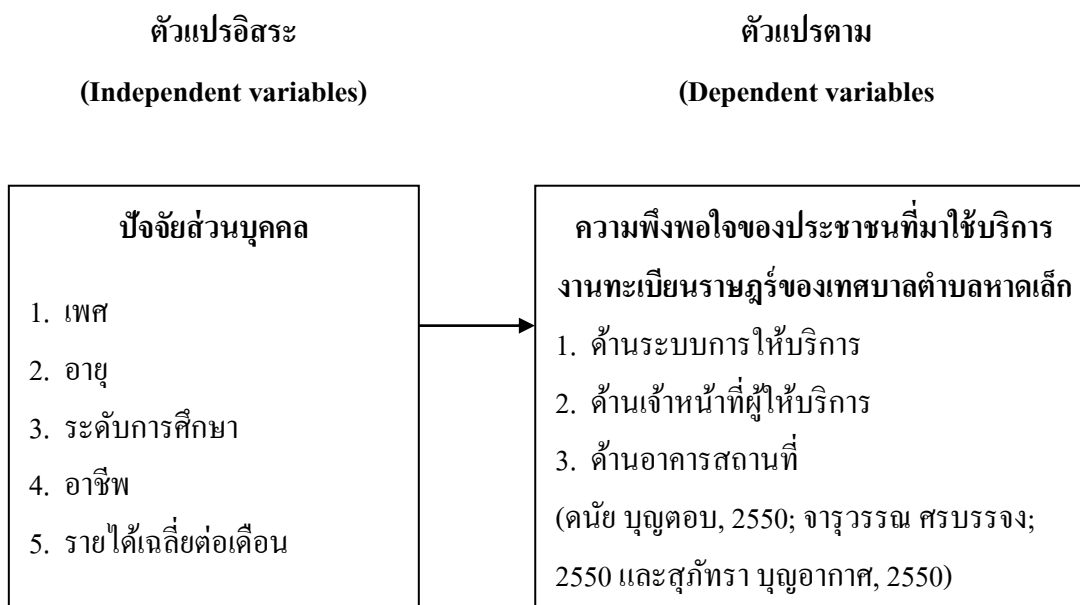 ตัวแปรอิสระ
(Independent variables)
ปัจจัยส่วนบุคคล
1. เพศ
2. อายุ
3. ระดับการศึกษา
4. อาชีพ
5. รายได้เฉลี่ยต่อเดือน
ตัวแปรตาม
(Dependent variables
ความพึงพอใจของประชาชนที่มาใช้บริการ
งานทะเบียนราษฎร์ของเทศบาลตำบลหาดเล็ก
1. ด้านระบบการให้บริการ
2. ด้านเจ้าหน้าที่ผู้ให้บริการ
3. ด้านอาคารสถานที่
(ดนัย บุญตอบ, 2550; จารุวรรณ ศรบรรจง;
2550 และสุภัทรา บุญอากาศ, 2550)